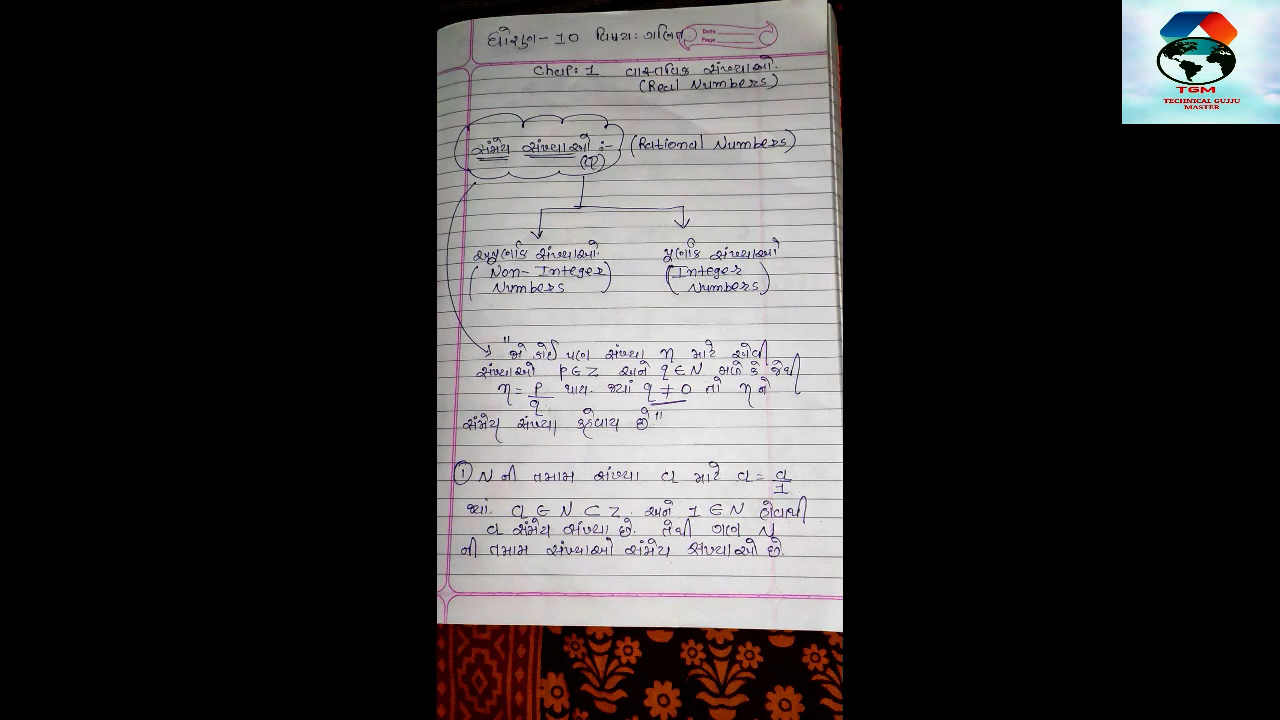 ધોરણ - 10 વિષય : ગણિત
Date
Page
Chap: 1 વાસ્તવિક સંખ્યાઓ.
(Real Numbers)
સંમેય સંખ્યાઓ :- (Rational Numbers)
(Q)
અપૂર્ણાંક સંખ્યાઓ પૂર્ણાંક સંખ્યાઓ
(Non-Integer Numbers) (Integer Numbers)
"જો કોઈ પણ સંખ્યા n માટે એવી
સંખ્યાઓ P ∈ Z અને q ∈ N મળે કે જેથી
n = P/q થાય. જ્યાં q ≠ 0 તો n ને
સંમેય સંખ્યા કહેવાય છે"
① N ની તમામ સંખ્યા a માટે a = a/1
જ્યાં a ∈ N ⊂ Z. અને 1 ∈ N હોવાથી
a સંમેય સંખ્યા છે. તેથી ગણ N
ની તમામ સંખ્યાઓ સંમેય સંખ્યાઓ છે.
TGM
TECHNICAL GUJJU
MASTER